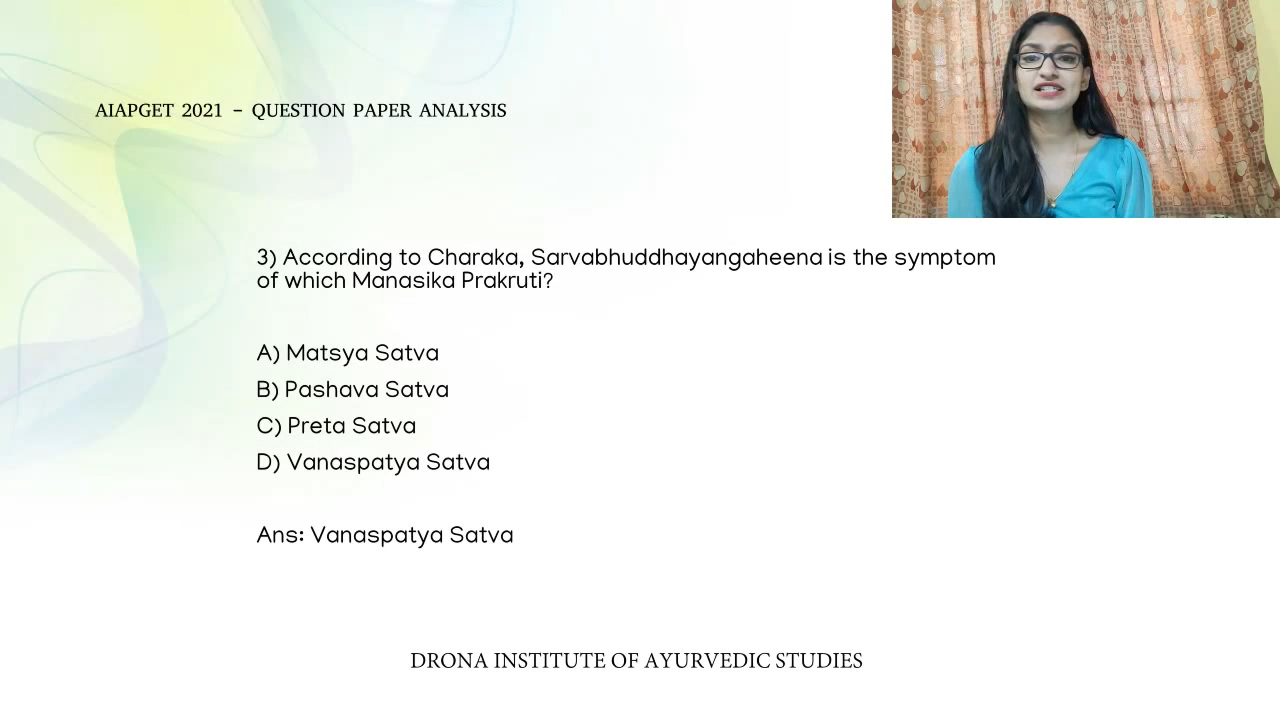 AIAPGET 2021 - QUESTION PAPER ANALYSIS
3) According to Charaka, Sarvabhuddhayangaheena is the symptom
of which Manasika Prakruti?
A) Matsya Satva
B) Pashava Satva
C) Preta Satva
D) Vanaspatya Satva
Ans: Vanaspatya Satva
DRONA INSTITUTE OF AYURVEDIC STUDIES